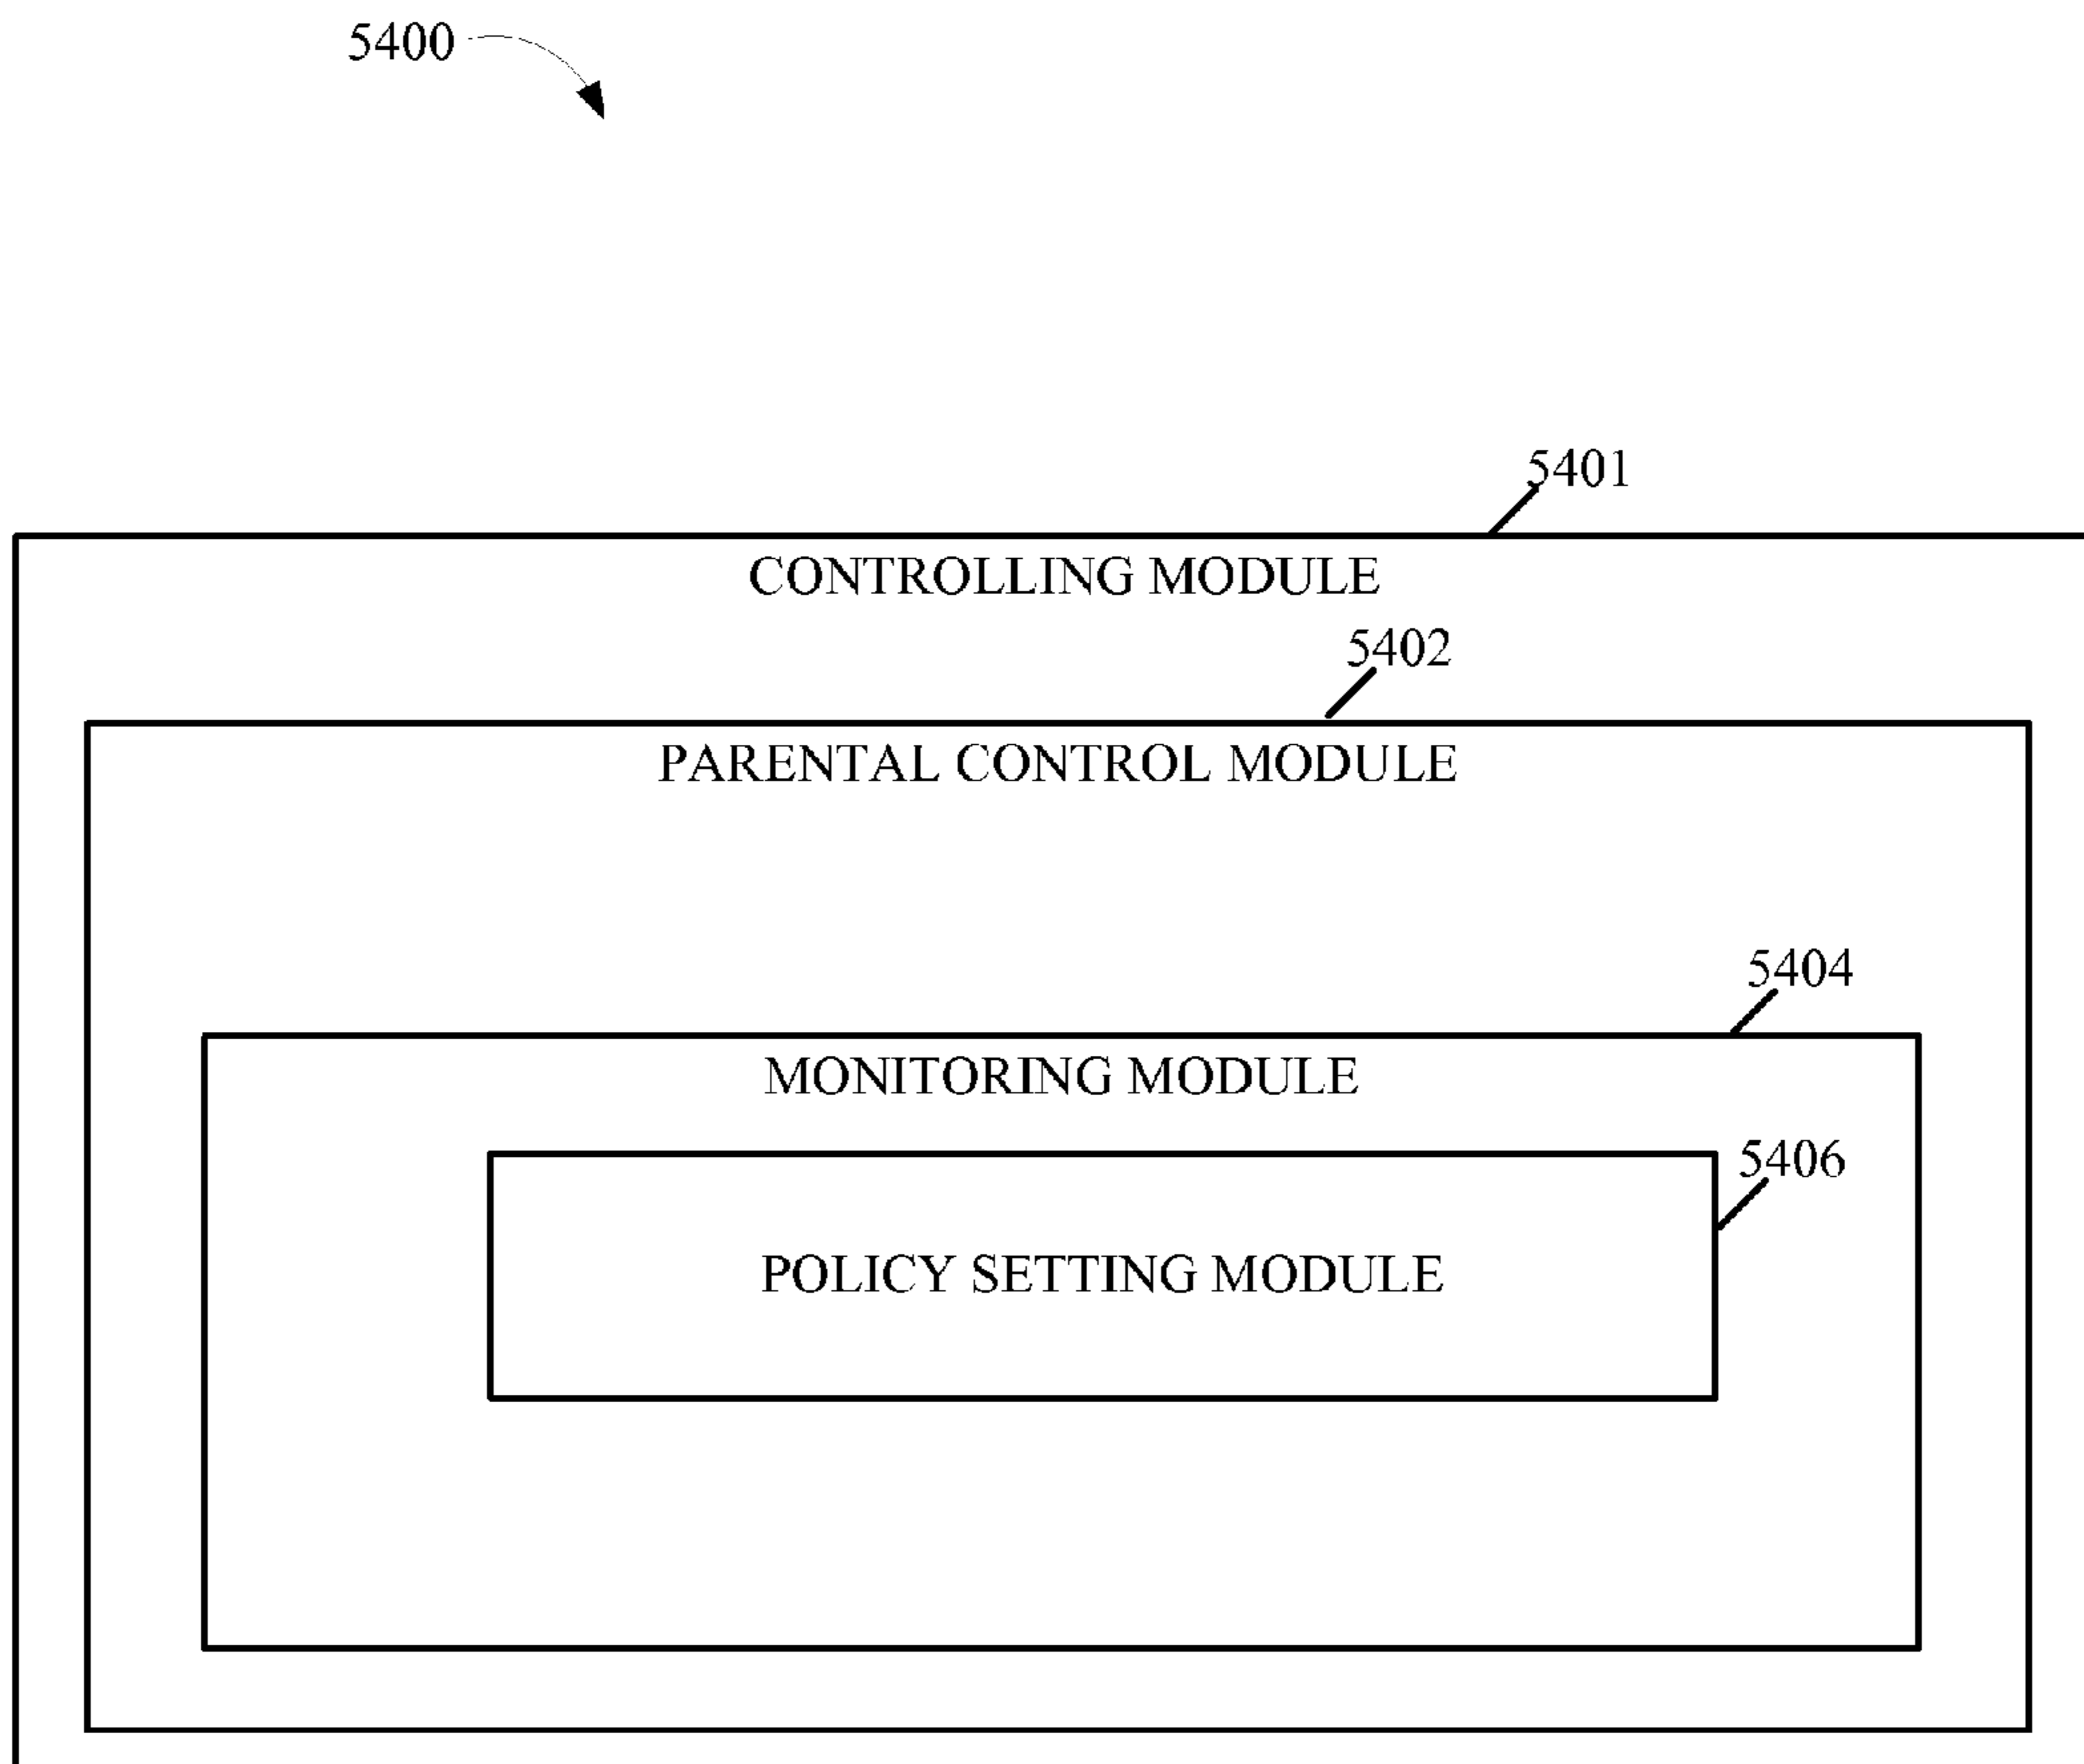 5400
5401
CONTROLLING MODULE
5402
PARENTAL CONTROL MODULE
5404
MONITORING MODULE
5406
POLICY SETTING MODULE